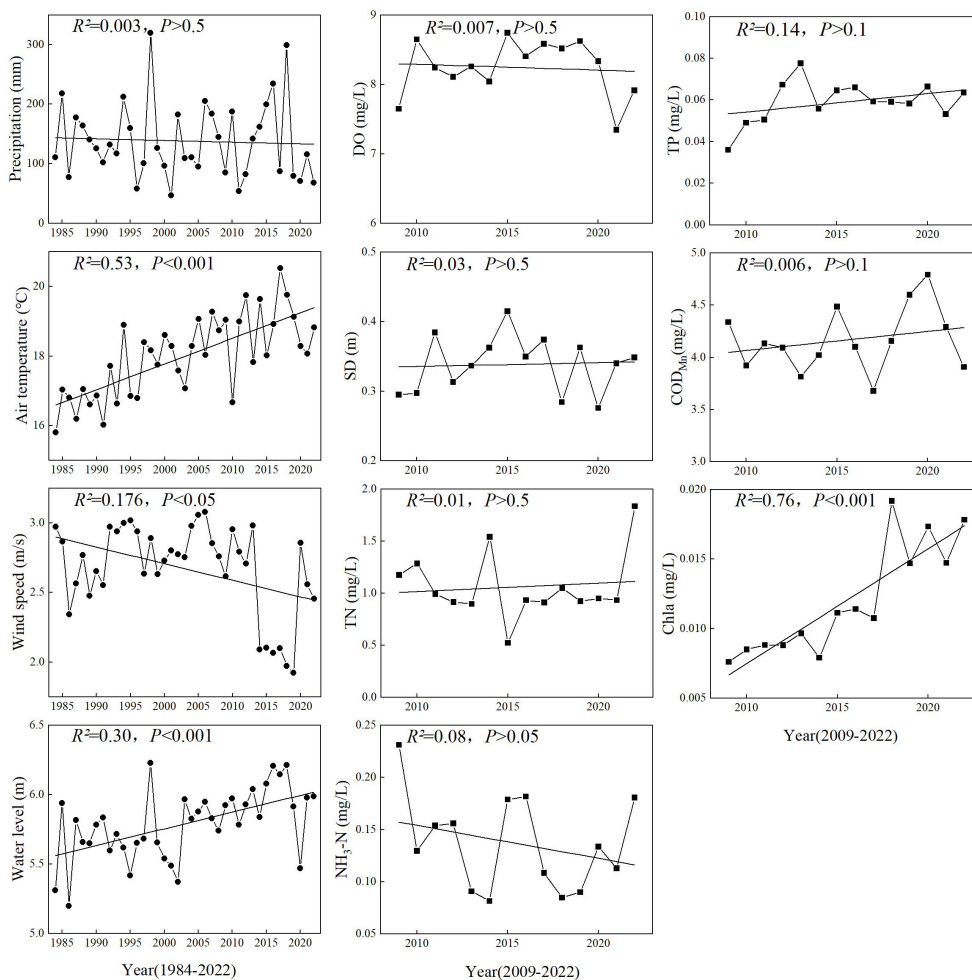 R²=0.003, P>0.5
Precipitation (mm)
300
200
100
0
1985 1990 1995 2000 2005 2010 2015 2020
R²=0.007, P>0.5
DO (mg/L)
9
8
7
6
2010 2015 2020
R²=0.14, P>0.1
TP (mg/L)
0.10
0.08
0.06
0.04
0.02
0.00
2010 2015 2020
R²=0.53, P<0.001
Air temperature (℃)
20
18
16
1985 1990 1995 2000 2005 2010 2015 2020
R²=0.03, P>0.5
SD (m)
0.5
0.4
0.3
0.2
2010 2015 2020
R²=0.006, P>0.1
CODMn(mg/L)
5.0
4.5
4.0
3.5
3.0
2010 2015 2020
R²=0.176, P<0.05
Wind speed (m/s)
3.0
2.5
2.0
1985 1990 1995 2000 2005 2010 2015 2020
R²=0.01, P>0.5
TN (mg/L)
2.0
1.5
1.0
0.5
0.0
2010 2015 2020
R²=0.76, P<0.001
Chla (mg/L)
0.020
0.015
0.010
0.005
2010 2015 2020
Year(2009-2022)
R²=0.30, P<0.001
Water level (m)
6.5
6.0
5.5
5.0
1985 1990 1995 2000 2005 2010 2015 2020
Year(1984-2022)
R²=0.08, P>0.05
NH₃-N (mg/L)
0.25
0.20
0.15
0.10
0.05
0.00
2010 2015 2020
Year(2009-2022)